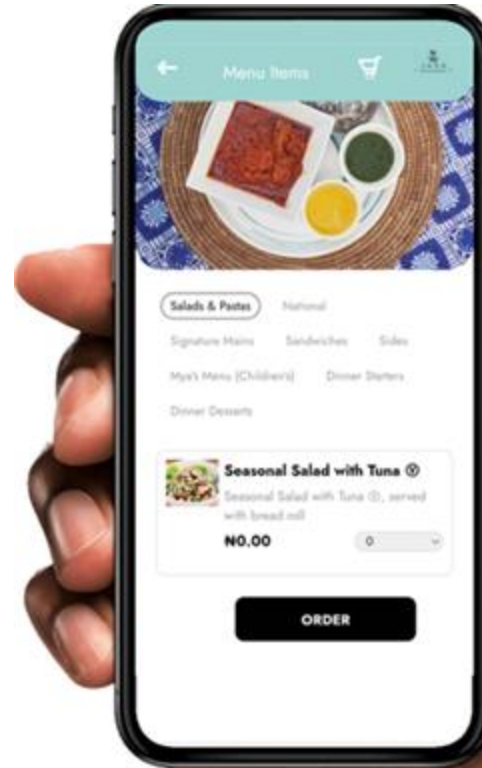 Menu Items
Salads & Pastas National
Signature Mains Sandwiches Sides
Mya's Menu (Children's) Dinner Starters
Dinner Desserts
Seasonal Salad with Tuna Ⓥ
Seasonal Salad with Tuna Ⓥ, served
with bread roll
₦0.00 0
ORDER